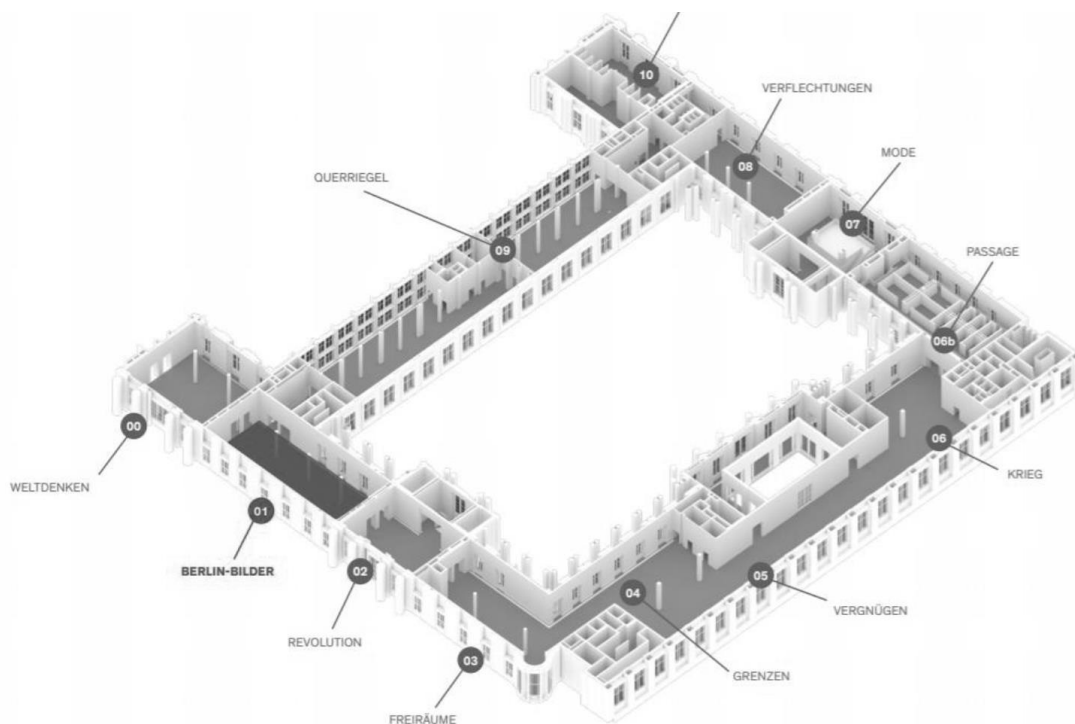 10
VERFLECHTUNGEN
08
MODE
QUERRIEGEL
07
09
PASSAGE
06b
00
06
WELTDENKEN
KRIEG
01
BERLIN-BILDER
02
05
04
VERGNÜGEN
REVOLUTION
03
GRENZEN
FREIRÄUME